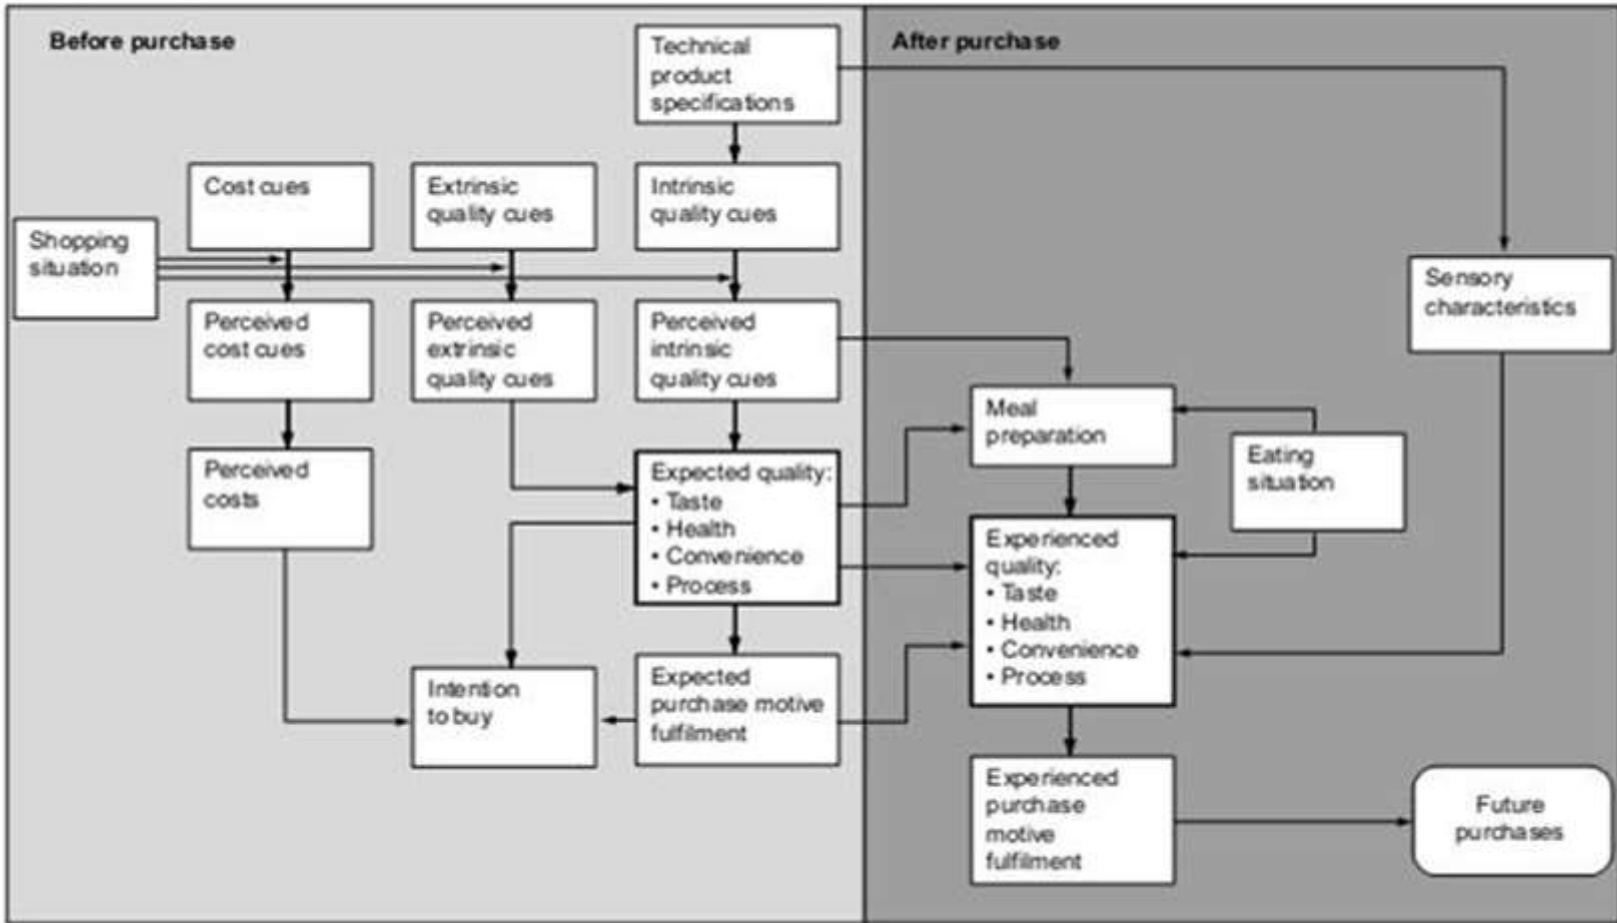 Before purchase
After purchase
Technical
product
specifications
Cost cues
Extrinsic
quality cues
Intrinsic
quality cues
Shopping
situation
Sensory
characteristics
Perceived
cost cues
Perceived
extrinsic
quality cues
Perceived
intrinsic
quality cues
Meal
preparation
Eating
situation
Perceived
costs
Expected quality:
• Taste
• Health
• Convenience
• Process
Experienced
quality:
• Taste
• Health
• Convenience
• Process
Intention
to buy
Expected
purchase motive
fulfilment
Experienced
purchase
motive
fulfilment
Future
purchases